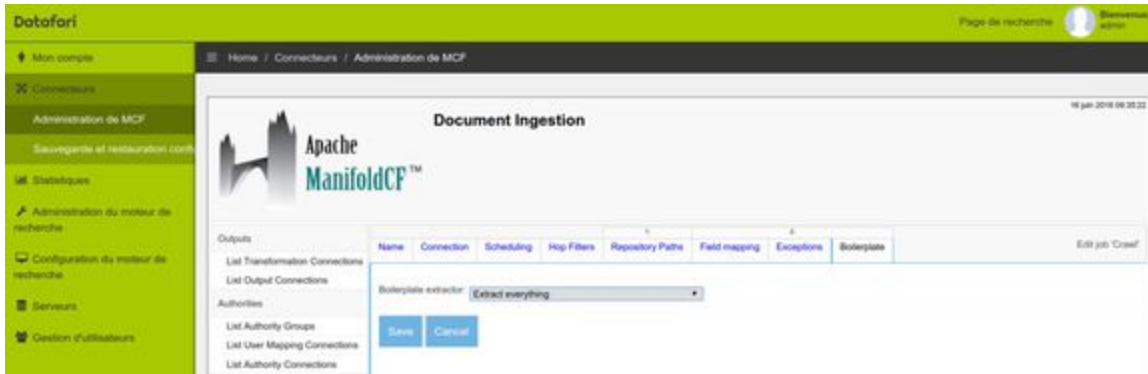 Datafari
Page de recherche
Bienvenue
admin
Mon compte
Home / Connecteurs / Administration de MCF
Connecteurs
Administration de MCF
Sauvegarde et restauration conf
Statistiques
Administration du moteur de
recherche
Configuration du moteur de
recherche
Serveurs
Gestion d'utilisateurs
Apache
ManifoldCF™
Document Ingestion
Outputs
List Transformation Connections
List Output Connections
Authorities
List Authority Groups
List User Mapping Connections
List Authority Connections
Name Connection Scheduling Hop Filters Repository Paths Field mapping Exceptions Boilerplate
Edit job 'Crawl'
Boilerplate extractor: Extract everything
Save Cancel